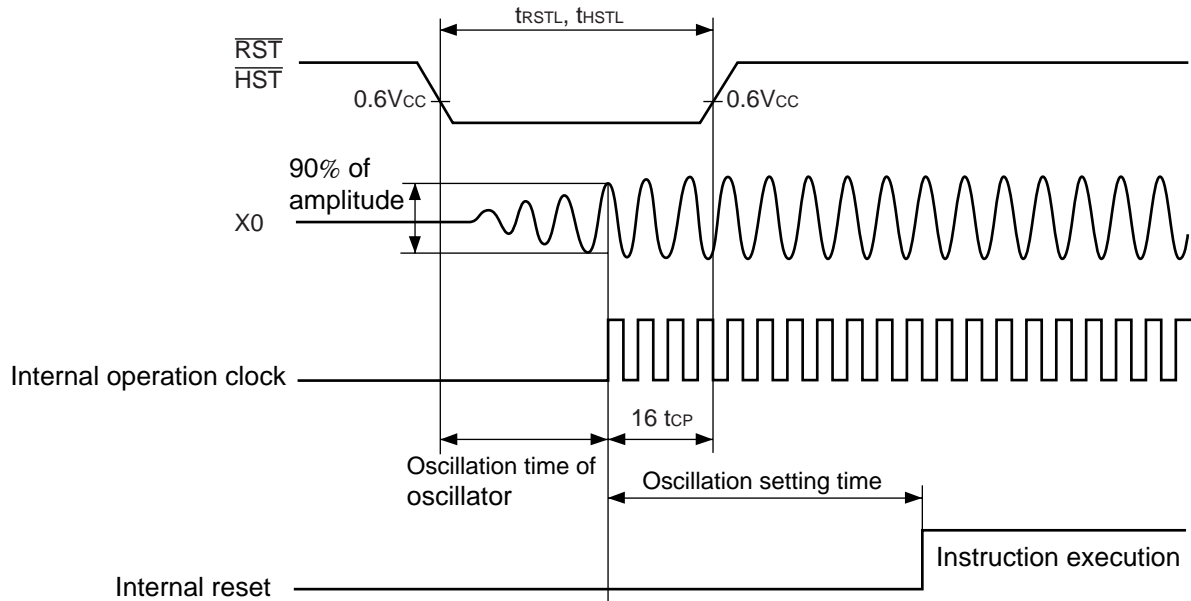 tRSTL, tHSTL
RST
HST
0.6VCC
0.6VCC
90% of
amplitude
X0
Internal operation clock
16 tCP
Oscillation time of
oscillator
Oscillation setting time
Instruction execution
Internal reset